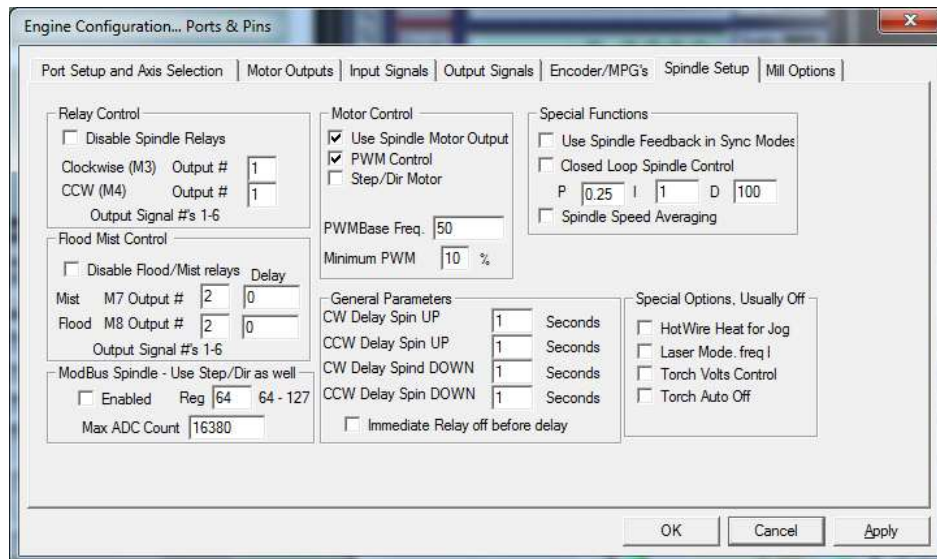 Engine Configuration... Ports & Pins
X
Port Setup and Axis Selection Motor Outputs Input Signals Output Signals Encoder/MPG's Spindle Setup Mill Options
Relay Control
Disable Spindle Relays
Clockwise (M3) Output # 1
CCW (M4) Output # 1
Output Signal #'s 1-6
Flood Mist Control
Disable Flood/Mist relays Delay
Mist M7 Output # 2 0
Flood M8 Output # 2 0
Output Signal #'s 1-6
ModBus Spindle - Use Step/Dir as well
Enabled Reg 64 64 - 127
Max ADC Count 16380
Motor Control
Use Spindle Motor Output
PWM Control
Step/Dir Motor
PWMBase Freq. 50
Minimum PWM 10 %
General Parameters
CW Delay Spin UP 1 Seconds
CCW Delay Spin UP 1 Seconds
CW Delay Spind DOWN 1 Seconds
CCW Delay Spin DOWN 1 Seconds
Immediate Relay off before delay
Special Functions
Use Spindle Feedback in Sync Modes
Closed Loop Spindle Control
P 0.25 I 1 D 100
Spindle Speed Averaging
Special Options, Usually Off
HotWire Heat for Jog
Laser Mode. freq I
Torch Volts Control
Torch Auto Off
OK Cancel Apply